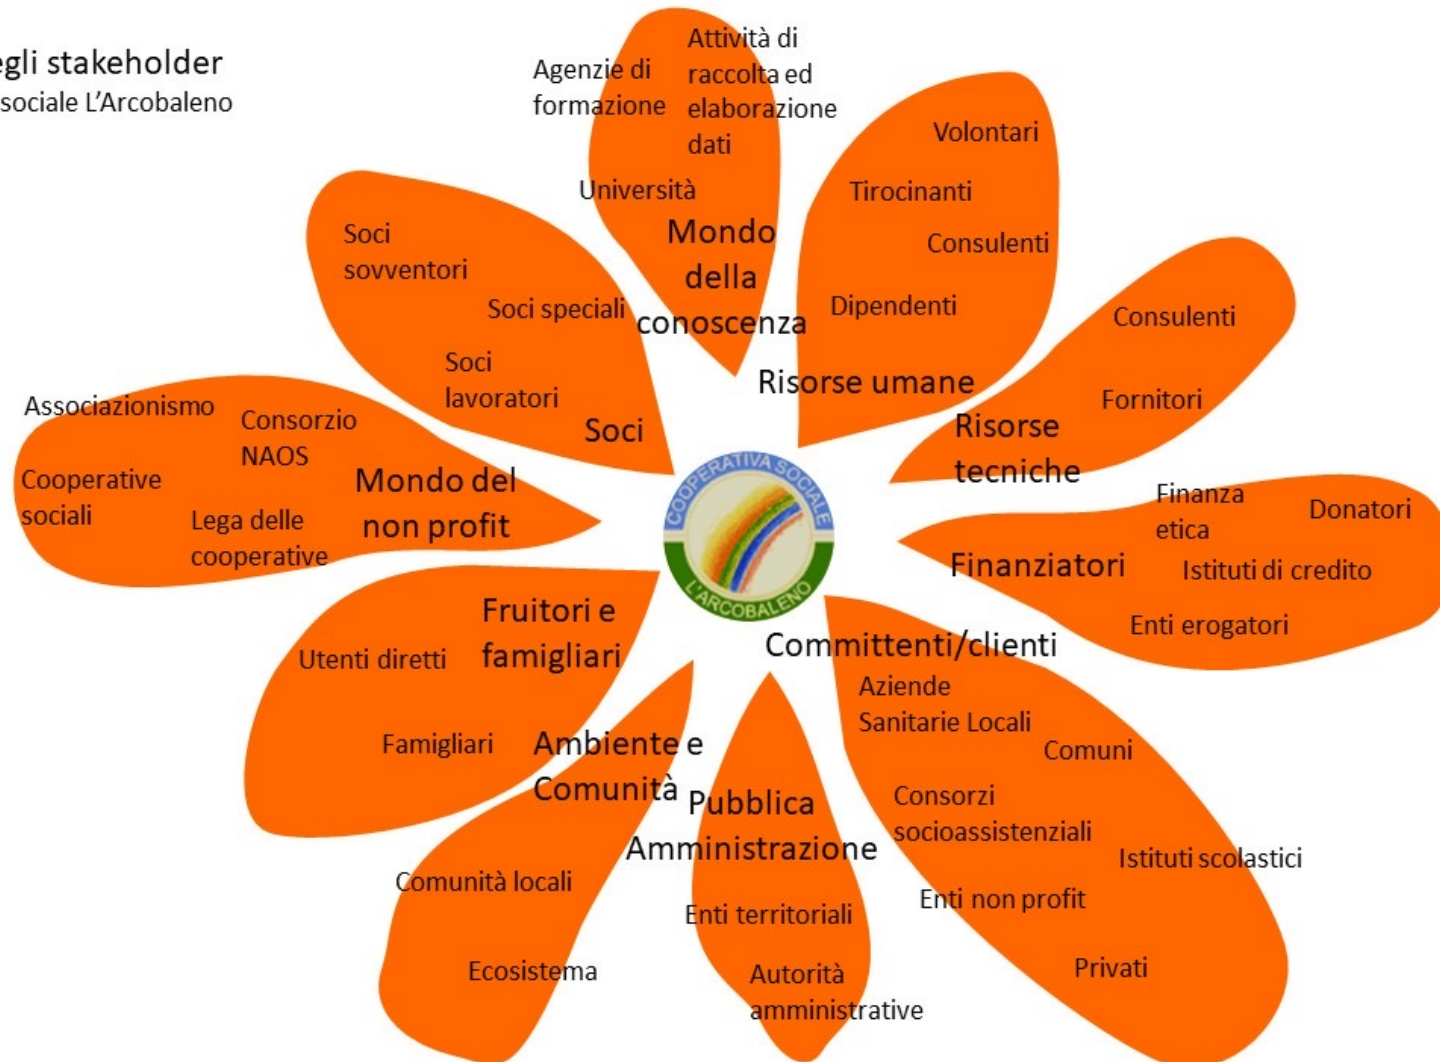 egli stakeholder
sociale L'Arcobaleno
Agenzie di
formazione
Attività di
raccolta ed
elaborazione
dati
Università
Mondo
della
conoscenza
Volontari
Tirocinanti
Consulenti
Dipendenti
Risorse umane
Consulenti
Fornitori
Risorse
tecniche
Finanza
etica
Donatori
Istituti di credito
Finanziatori
Enti erogatori
Committenti/clienti
Aziende
Sanitarie Locali
Comuni
Consorzi
socioassistenziali
Istituti scolastici
Enti non profit
Privati
Pubblica
Amministrazione
Enti territoriali
Autorità
amministrative
Ambiente e
Comunità
Comunità locali
Ecosistema
Fruitori e
famigliari
Utenti diretti
Famigliari
Associazionismo
Consorzio
NAOS
Cooperative
sociali
Lega delle
cooperative
Mondo del
non profit
Soci
sovventori
Soci speciali
Soci
lavoratori
Soci
COOPERATIVA SOCIALE
L'ARCOBALENO